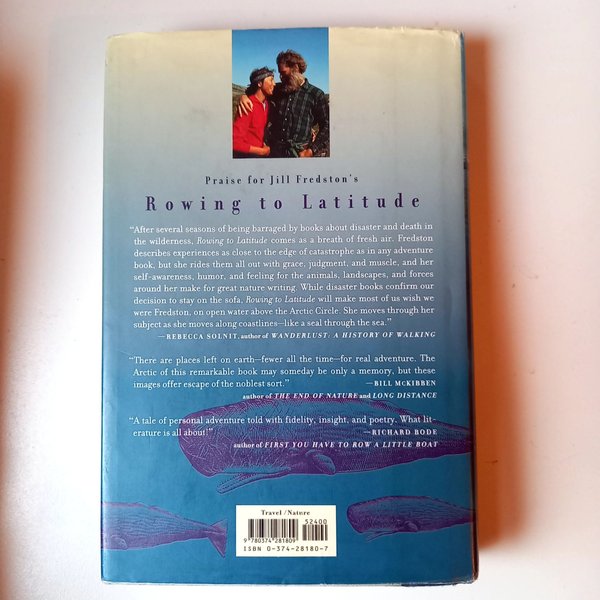 Praise for Jill Fredston's
Rowing to Latitude
"After several seasons of being barraged by books about disaster and death in
the wilderness, Rowing to Latitude comes as a breath of fresh air. Fredston
describes experiences as close to the edge of catastrophe as in any adventure
book, but she rides them all out with grace, judgment, and muscle, and her
self-awareness, humor, and feeling for the animals, landscapes, and forces
around her make for great nature writing. While disaster books confirm our
decision to stay on the sofa, Rowing to Latitude will make most of us wish we
were Fredston, on open water above the Arctic Circle. She moves through her
subject as she moves along coastlines—like a seal through the sea."
—REBECCA SOLNIT, author of WANDERLUST: A HISTORY OF WALKING
"There are places left on earth—fewer all the time—for real adventure. The
Arctic of this remarkable book may someday be only a memory, but these
images offer escape of the noblest sort." —BILL MCKIBBEN
author of THE END OF NATURE and LONG DISTANCE
"A tale of personal adventure told with fidelity, insight, and poetry. What lit-
erature is all about!" —RICHARD BODE
author of FIRST YOU HAVE TO ROW A LITTLE BOAT
Travel/Nature
52400
9 780374 281809
ISBN 0-374-28180-7